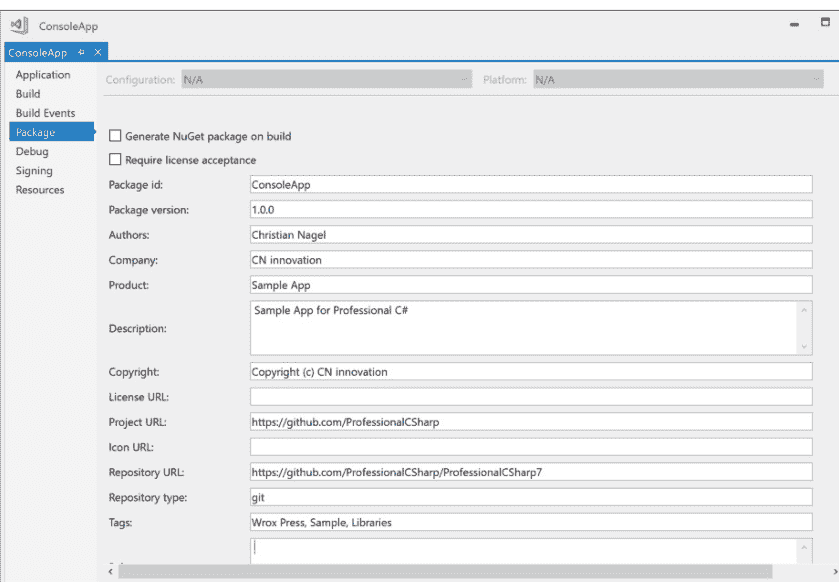 ConsoleApp
ConsoleApp
Application
Build
Build Events
Package
Debug
Signing
Resources
Configuration: N/A Platform: N/A
Generate NuGet package on build
Require license acceptance
Package id: ConsoleApp
Package version: 1.0.0
Authors: Christian Nagel
Company: CN innovation
Product: Sample App
Description: Sample App for Professional C#
Copyright: Copyright (c) CN innovation
License URL:
Project URL: https://github.com/ProfessionalCSharp
Icon URL:
Repository URL: https://github.com/ProfessionalCSharp/ProfessionalCSharp7
Repository type: git
Tags: Wrox Press, Sample, Libraries